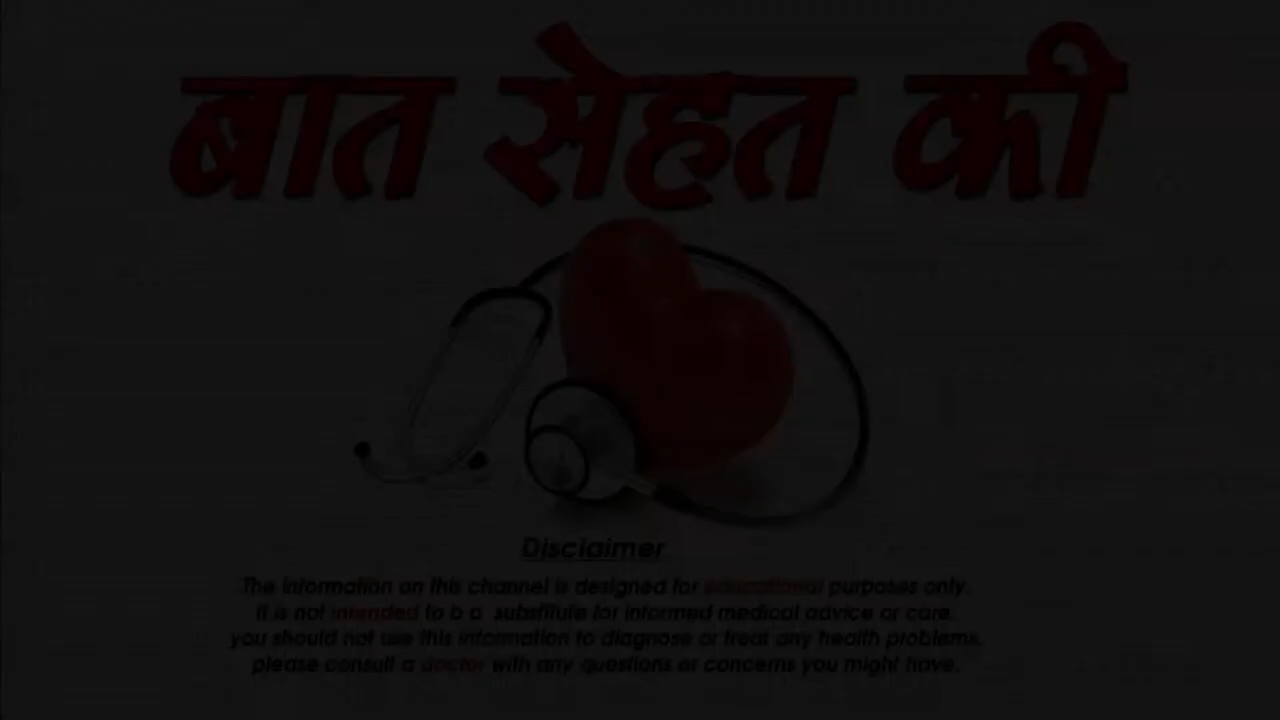 बात सेहत की
Disclaimer
The information on this channel is designed for educational purposes only.
It is not intended to b a substitute for informed medical advice or care.
you should not use this information to diagnose or treat any health problems.
please consult a doctor with any questions or concerns you might have.